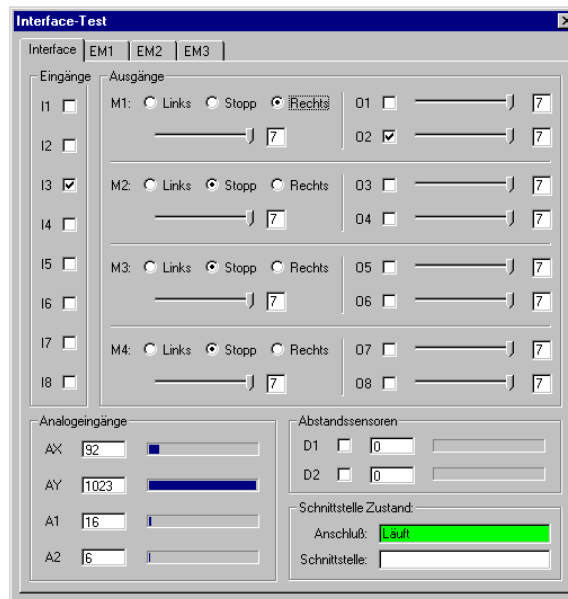 Interface-Test
Interface EM1 EM2 EM3
Eingänge
I1
I2
I3
I4
I5
I6
I7
I8
Ausgänge
M1: Links Stopp Rechts
7
O1 7
O2 7
M2: Links Stopp Rechts
7
O3 7
O4 7
M3: Links Stopp Rechts
7
O5 7
O6 7
M4: Links Stopp Rechts
7
O7 7
O8 7
Analogeingänge
AX 92
AY 1023
A1 16
A2 6
Abstandssensoren
D1 0
D2 0
Schnittstelle Zustand:
Anschluß: Läuft
Schnittstelle: